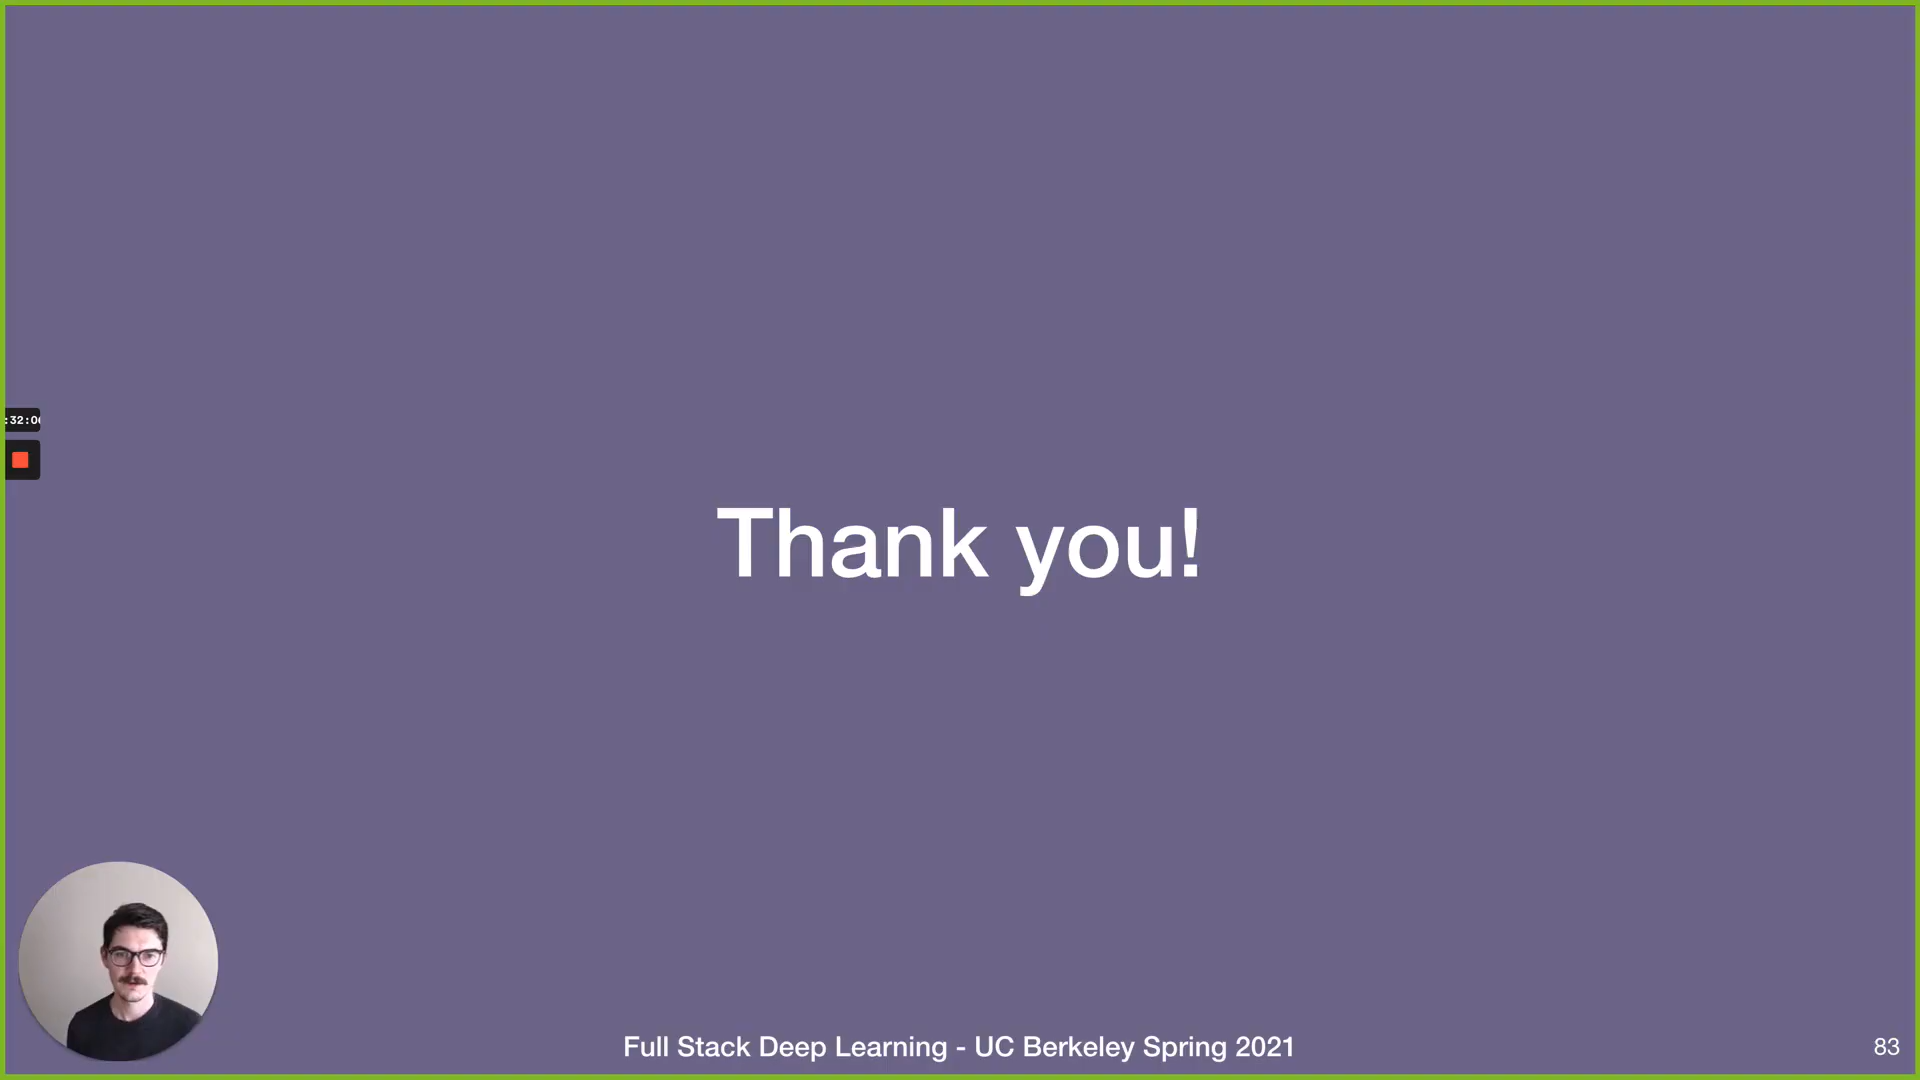 :32:0
Thank you!
Full Stack Deep Learning - UC Berkeley Spring 2021
83